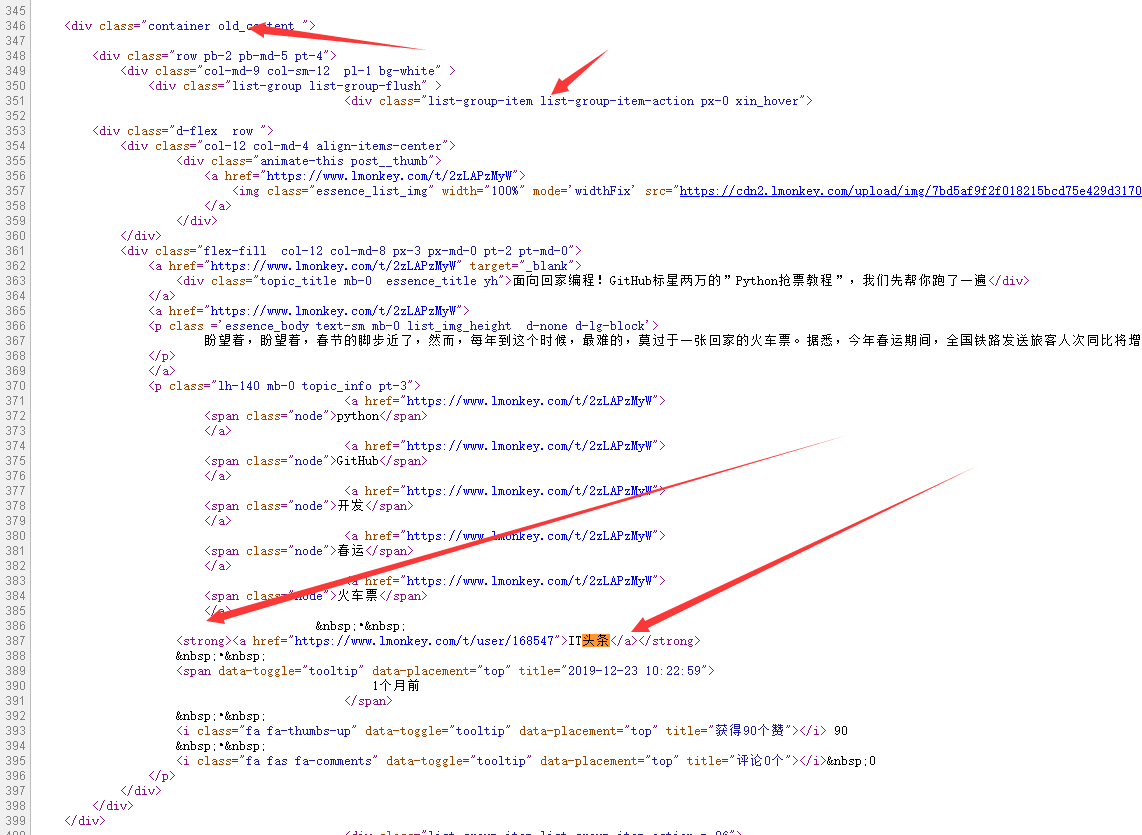 345
346 <div class="container old_content ">
347
348 <div class="row pb-2 pb-md-5 pt-4">
349 <div class="col-md-9 col-sm-12  pl-1 bg-white" >
350 <div class="list-group list-group-flush" >
351 <div class="list-group-item list-group-item-action px-0 xin_hover">
352
353 <div class="d-flex  row ">
354 <div class="col-12 col-md-4 align-items-center">
355 <div class="animate-this post__thumb">
356 <a href="https://www.lmonkey.com/t/2zLAPzMyW">
357 <img class="essence_list_img" width="100%" mode='widthFix' src="https://cdn2.lmonkey.com/upload/img/7bd5af9f2f018215bcd75e429d3170
358 </a>
359 </div>
360 </div>
361 <div class="flex-fill  col-12 col-md-8 px-3 px-md-0 pt-2 pt-md-0">
362 <a href="https://www.lmonkey.com/t/2zLAPzMyW" target="_blank">
363 <div class="topic_title mb-0  essence_title yh">面向回家编程！GitHub标星两万的”Python抢票教程”，我们先帮你跑了一遍</div>
364 </a>
365 <a href="https://www.lmonkey.com/t/2zLAPzMyW">
366 <p class ='essence_body text-sm mb-0 list_img_height  d-none d-lg-block'>
367 盼望着，盼望着，春节的脚步近了，然而，每年到这个时候，最难的，莫过于一张回家的火车票。据悉，今年春运期间，全国铁路发送旅客人次同比将增
368 </p>
369 </a>
370 <p class="lh-140 mb-0 topic_info pt-3">
371 <a href="https://www.lmonkey.com/t/2zLAPzMyW">
372 <span class="node">python</span>
373 </a>
374 <a href="https://www.lmonkey.com/t/2zLAPzMyW">
375 <span class="node">GitHub</span>
376 </a>
377 <a href="https://www.lmonkey.com/t/2zLAPzMyW">
378 <span class="node">开发</span>
379 </a>
380 <a href="https://www.lmonkey.com/t/2zLAPzMyW">
381 <span class="node">春运</span>
382 </a>
383 <a href="https://www.lmonkey.com/t/2zLAPzMyW">
384 <span class="node">火车票</span>
385 </a>
386 &nbsp;•&nbsp;
387 <strong><a href="https://www.lmonkey.com/t/user/168547">IT头条</a></strong>
388 &nbsp;•&nbsp;
389 <span data-toggle="tooltip" data-placement="top" title="2019-12-23 10:22:59">
390 1个月前
391 </span>
392 &nbsp;•&nbsp;
393 <i class="fa fa-thumbs-up" data-toggle="tooltip" data-placement="top" title="获得90个赞"></i> 90
394 &nbsp;•&nbsp;
395 <i class="fa fas fa-comments" data-toggle="tooltip" data-placement="top" title="评论0个"></i>&nbsp;0
396 </p>
397 </div>
398 </div>
399 </div>